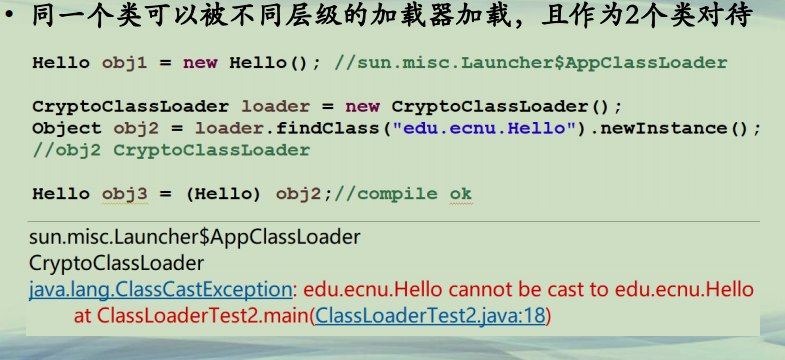 • 同一个类可以被不同层级的加载器加载，且作为2个类对待
Hello obj1 = new Hello(); //sun.misc.Launcher$AppClassLoader
CryptoClassLoader loader = new CryptoClassLoader();
Object obj2 = loader.findClass("edu.ecnu.Hello").newInstance();
//obj2 CryptoClassLoader
Hello obj3 = (Hello) obj2;//compile ok
sun.misc.Launcher$AppClassLoader
CryptoClassLoader
java.lang.ClassCastException: edu.ecnu.Hello cannot be cast to edu.ecnu.Hello
at ClassLoaderTest2.main(ClassLoaderTest2.java:18)